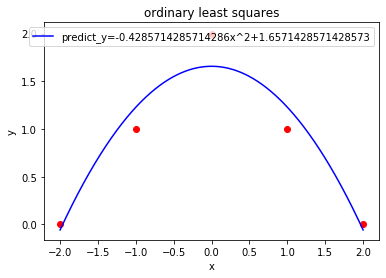 ordinary least squares
predict_y=-0.4285714285714286x^2+1.6571428571428573
2.0
1.5
1.0
0.5
0.0
-2.0 -1.5 -1.0 -0.5 0.0 0.5 1.0 1.5 2.0
x
y